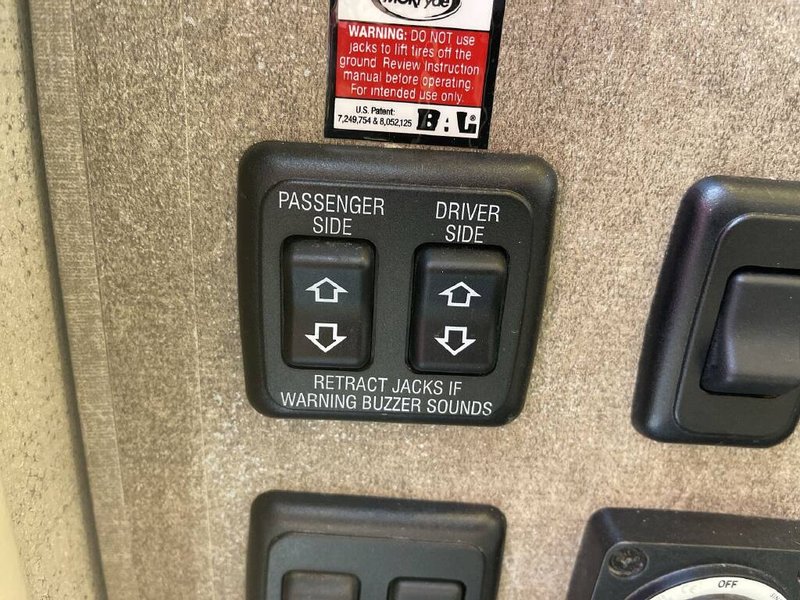 MORryde
WARNING: DO NOT use
jacks to lift tires off the
ground. Review Instruction
manual before operating.
For intended use only.
U.S. Patent:
7,249,754 & 8,052,125
BAL®
PASSENGER
SIDE
DRIVER
SIDE
RETRACT JACKS IF
WARNING BUZZER SOUNDS
OFF